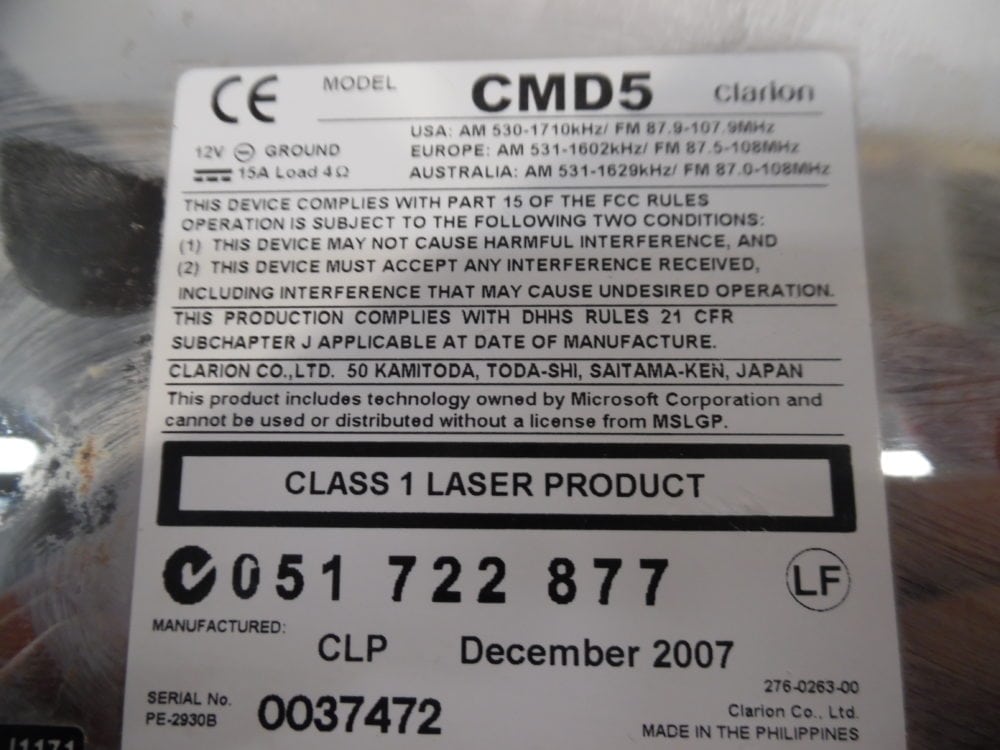 CE MODEL CMD5 Clarion
USA: AM 530-1710kHz/ FM 87.9-107.9MHz
12V ⊖ GROUND EUROPE: AM 531-1602kHz/ FM 87.5-108MHz
15A Load 4Ω AUSTRALIA: AM 531-1629kHz/ FM 87.0-108MHz
THIS DEVICE COMPLIES WITH PART 15 OF THE FCC RULES
OPERATION IS SUBJECT TO THE FOLLOWING TWO CONDITIONS:
(1) THIS DEVICE MAY NOT CAUSE HARMFUL INTERFERENCE, AND
(2) THIS DEVICE MUST ACCEPT ANY INTERFERENCE RECEIVED,
INCLUDING INTERFERENCE THAT MAY CAUSE UNDESIRED OPERATION.
THIS PRODUCTION COMPLIES WITH DHHS RULES 21 CFR
SUBCHAPTER J APPLICABLE AT DATE OF MANUFACTURE.
CLARION CO.,LTD. 50 KAMITODA, TODA-SHI, SAITAMA-KEN, JAPAN
This product includes technology owned by Microsoft Corporation and
cannot be used or distributed without a license from MSLGP.
CLASS 1 LASER PRODUCT
051 722 877 LF
MANUFACTURED:
CLP December 2007
276-0263-00
SERIAL No. 0037472 Clarion Co., Ltd.
PE-2930B MADE IN THE PHILIPPINES